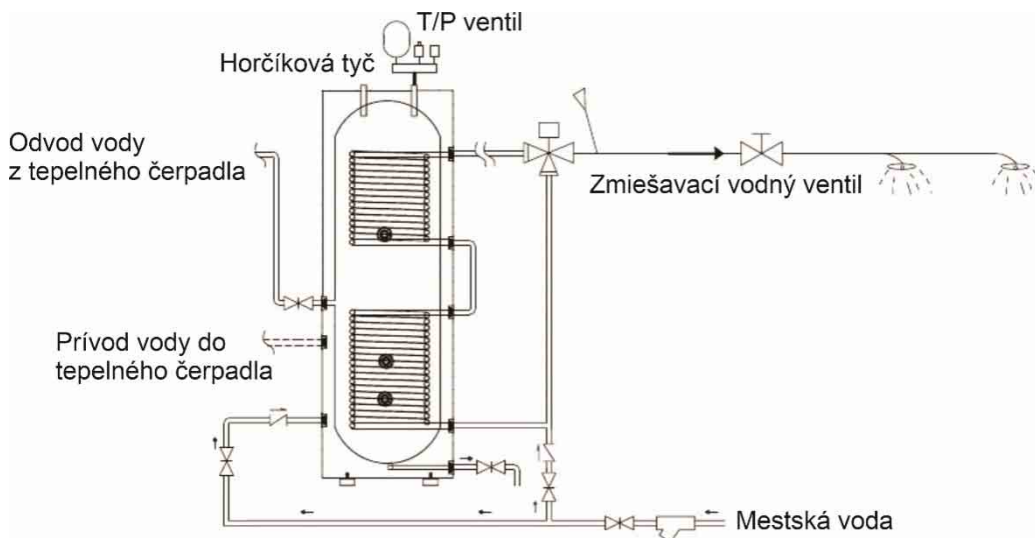 T/P ventil
Horčíková tyč
Odvod vody
z tepelného čerpadla
Zmiešavací vodný ventil
Prívod vody do
tepelného čerpadla
Mestská voda